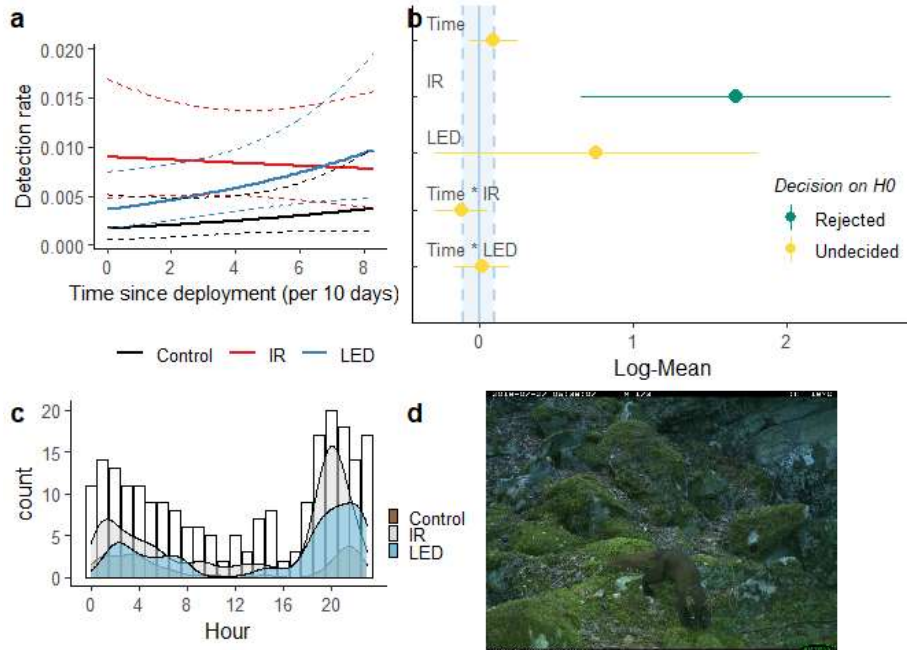 a
0.020
0.015
0.010
0.005
0.000
Detection rate
0 2 4 6 8
Time since deployment (per 10 days)
Control IR LED
b
Time
IR
LED
Time * IR
Time * LED
Decision on H0
Rejected
Undecided
0 1 2
Log-Mean
c
20
15
10
5
0
count
Control
IR
LED
0 4 8 12 16 20
Hour
d